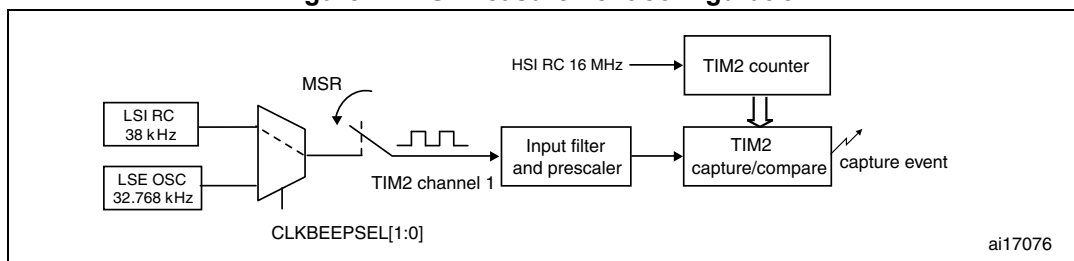 HSI RC 16 MHz
TIM2 counter
MSR
LSI RC
38 kHz
LSE OSC
32.768 kHz
TIM2 channel 1
Input filter
and prescaler
TIM2
capture/compare
capture event
CLKBEEPSEL[1:0]
ai17076